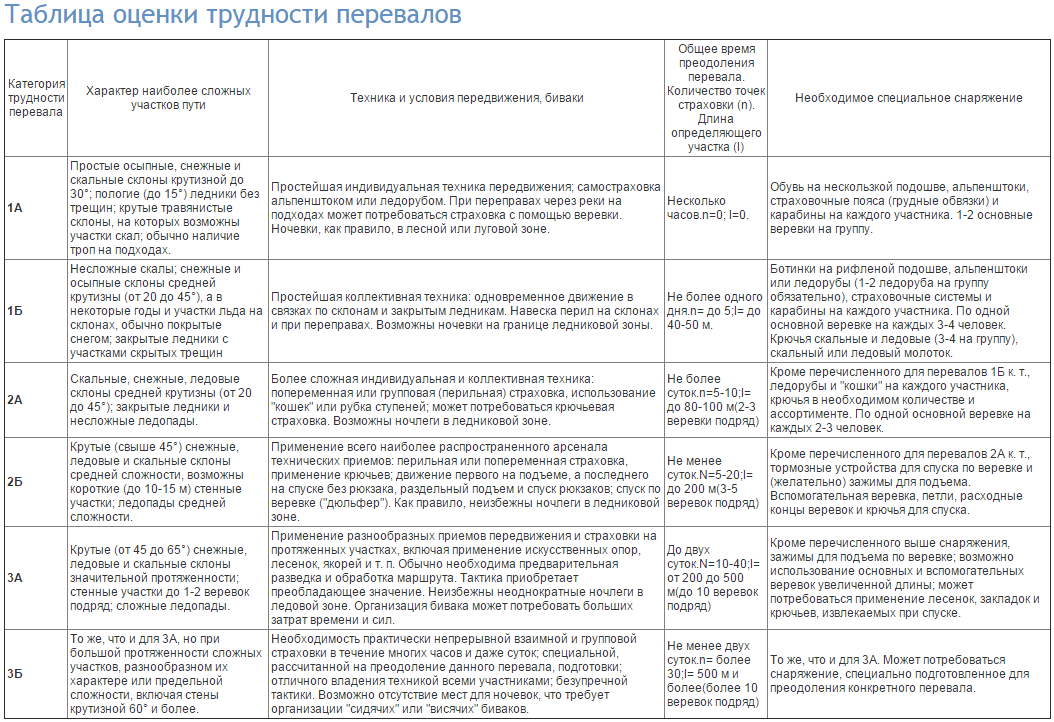 Таблица оценки трудности перевалов
Категория
трудности
перевала
Характер наиболее сложных
участков пути
Техника и условия передвижения, биваки
Общее время
преодоления
перевала.
Количество точек
страховки (n).
Длина
определяющего
участка (l)
Необходимое специальное снаряжение
1А
Простые осыпные, снежные и
скальные склоны крутизной до
30°; пологие (до 15°) ледники без
трещин; крутые травянистые
склоны, на которых возможны
участки скал; обычно наличие
троп на подходах.
Простейшая индивидуальная техника передвижения; самостраховка
альпенштоком или ледорубом. При переправах через реки на
подходах может потребоваться страховка с помощью веревки.
Ночевки, как правило, в лесной или луговой зоне.
Несколько
часов.n=0; l=0.
Обувь на нескользкой подошве, альпенштоки,
страховочные пояса (грудные обвязки) и
карабины на каждого участника. 1-2 основные
веревки на группу.
1Б
Несложные скалы; снежные и
осыпные склоны средней
крутизны (от 20 до 45°), а в
некоторые годы и участки льда на
склонах, обычно покрытые
снегом; закрытые ледники с
участками скрытых трещин
Простейшая коллективная техника: одновременное движение в
связках по склонам и закрытым ледникам. Навеска перил на склонах
и при переправах. Возможны ночевки на границе ледниковой зоны.
Не более одного
дня.n= до 5;l= до
40-50 м.
Ботинки на рифленой подошве, альпенштоки
или ледорубы (1-2 ледоруба на группу
обязательно), страховочные системы и
карабины на каждого участника. По одной
основной веревке на каждых 3-4 человек.
Крючья скальные и ледовые (3-4 на группу),
скальный или ледовый молоток.
2А
Скальные, снежные, ледовые
склоны средней крутизны (от 20
до 45°); закрытые ледники и
несложные ледопады.
Более сложная индивидуальная и коллективная техника:
попеременная или групповая (перильная) страховка, использование
"кошек" или рубка ступеней; может потребоваться крючьевая
страховка. Возможны ночлеги в ледниковой зоне.
Не более
суток.n=5-10;l=
до 80-100 м(2-3
веревки подряд)
Кроме перечисленного для перевалов 1Б к. т.,
ледорубы и "кошки" на каждого участника,
крючья в необходимом количестве и
ассортименте. По одной основной веревке на
каждых 2-3 человек.
2Б
Крутые (свыше 45°) снежные,
ледовые и скальные склоны
средней сложности, возможны
короткие (до 10-15 м) стенные
участки; ледопады средней
сложности.
Применение всего наиболее распространенного арсенала
технических приемов: перильная или попеременная страховка,
применение крючьев; движение первого на подъеме, а последнего
на спуске без рюкзака, раздельный подъем и спуск рюкзаков; спуск по
веревке ("дюльфер"). Как правило, неизбежны ночлеги в ледниковой
зоне.
Не менее
суток.N=5-20;l=
до 200 м(3-5
веревок подряд)
Кроме перечисленного для перевалов 2А к. т.,
тормозные устройства для спуска по веревке и
(желательно) зажимы для подъема.
Вспомогательная веревка, петли, расходные
концы веревок и крючья для спуска.
3А
Крутые (от 45 до 65°) снежные,
ледовые и скальные склоны
значительной протяженности;
стенные участки до 1-2 веревок
подряд; сложные ледопады.
Применение разнообразных приемов передвижения и страховки на
протяженных участках, включая применение искусственных опор,
лесенок, якорей и т. п. Обычно необходима предварительная
разведка и обработка маршрута. Тактика приобретает
преобладающее значение. Неизбежны неоднократные ночлеги в
ледовой зоне. Организация бивака может потребовать больших
затрат времени и сил.
До двух
суток.N=10-40;l=
от 200 до 500
м(до 10 веревок
подряд)
Кроме перечисленного выше снаряжения,
зажимы для подъема по веревке; возможно
использование основных и вспомогательных
веревок увеличенной длины; может
потребоваться применение лесенок, закладок и
крючьев, извлекаемых при спуске.
3Б
То же, что и для 3А, но при
большой протяженности сложных
участков, разнообразном их
характере или предельной
сложности, включая стены
крутизной 60° и более.
Необходимость практически непрерывной взаимной и групповой
страховки в течение многих часов и даже суток; специальной,
рассчитанной на преодоление данного перевала, подготовки;
отличного владения техникой всеми участниками; безупречной
тактики. Возможно отсутствие мест для ночевок, что требует
организации "сидячих" или "висячих" биваков.
Не менее двух
суток.n= более
30;l= 500 м и
более(более 10
веревок подряд)
То же, что и для 3А. Может потребоваться
снаряжение, специально подготовленное для
преодоления конкретного перевала.